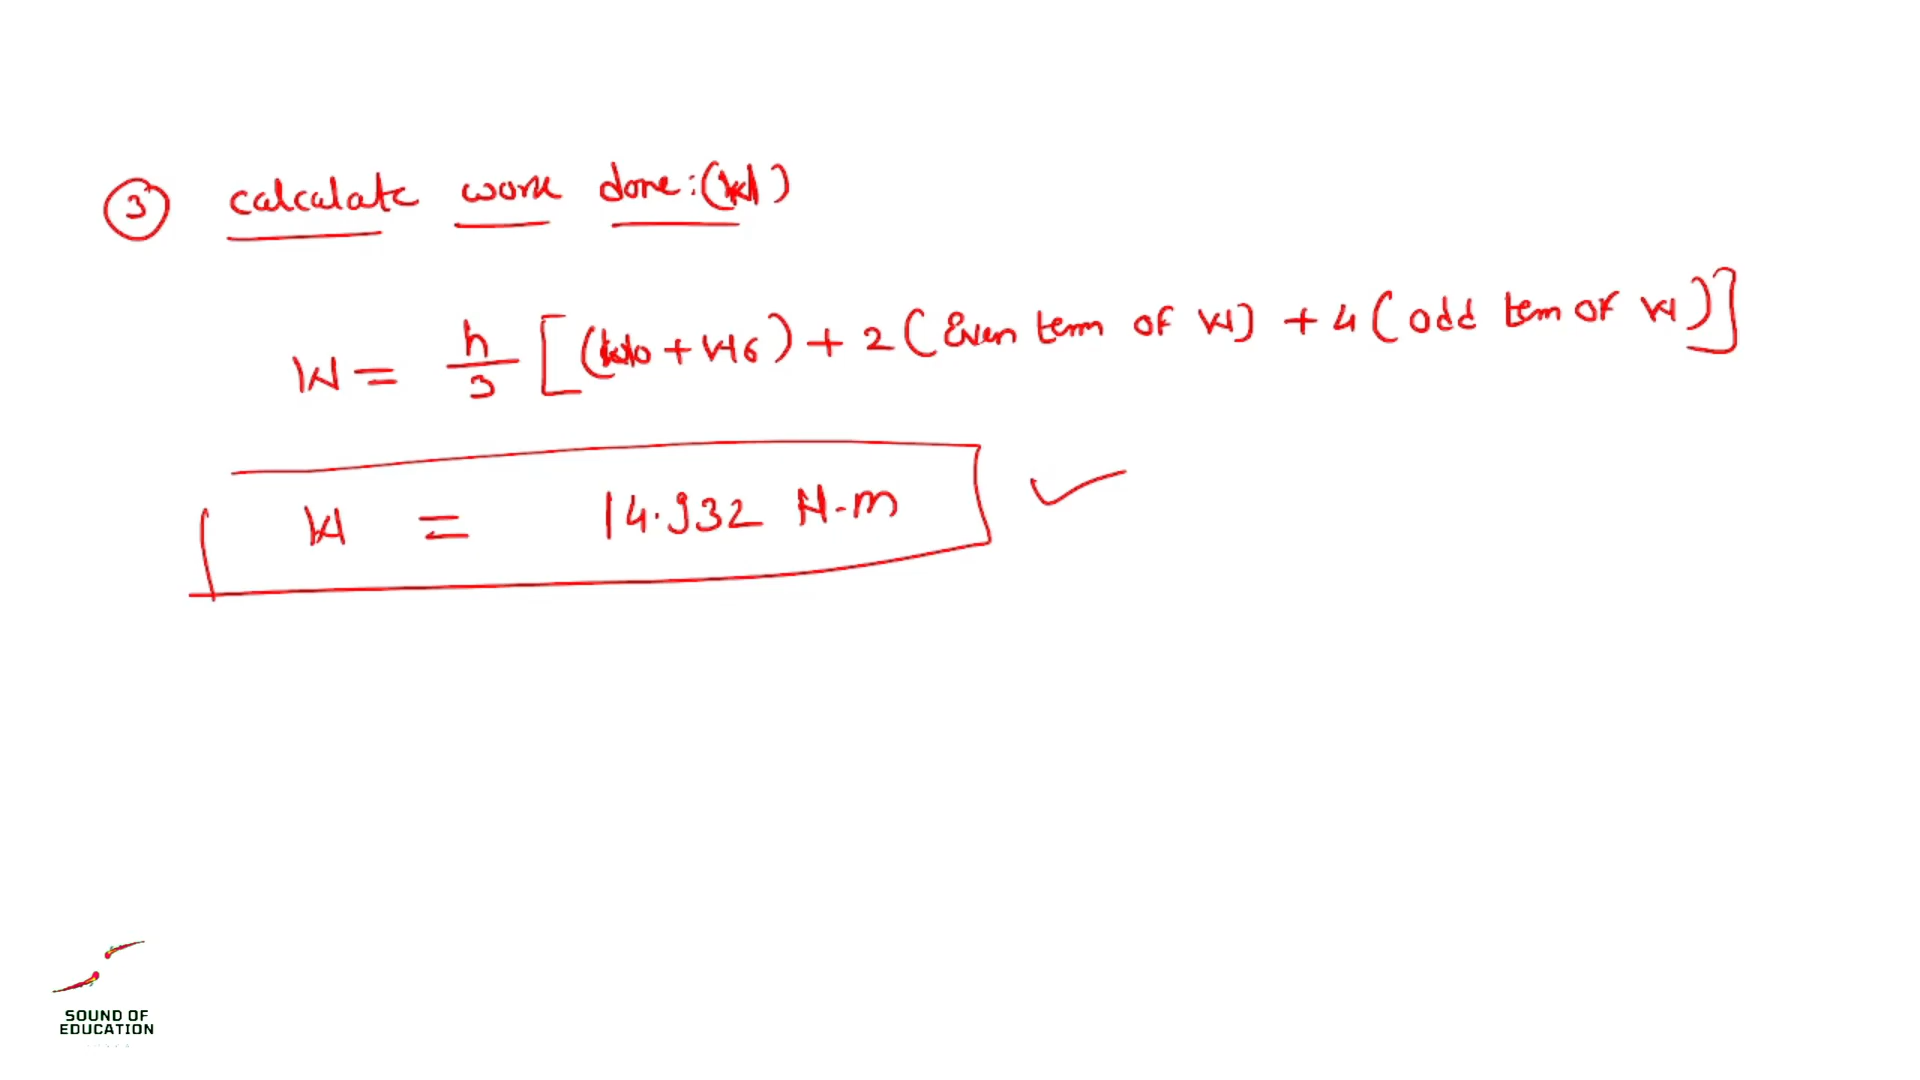 ③ calculate work done:(W)
W = h/3 [(W0 + W6) + 2 (Even term of W) + 4 (odd term of W)]
W = 14.932 N.m ✓
SOUND OF
EDUCATION